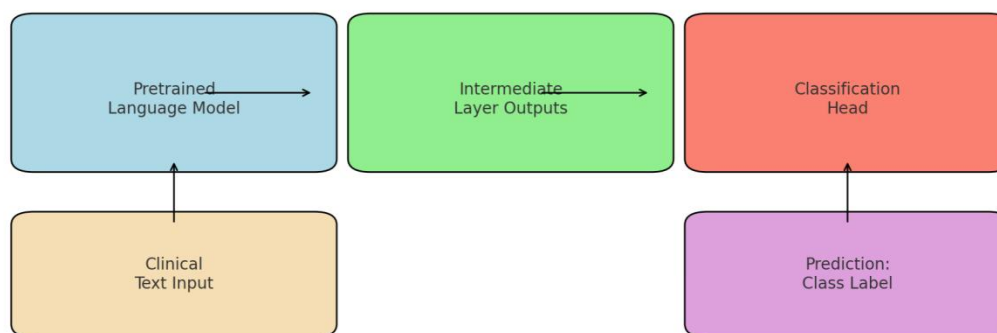 Pretrained
Language Model
Intermediate
Layer Outputs
Classification
Head
Clinical
Text Input
Prediction:
Class Label